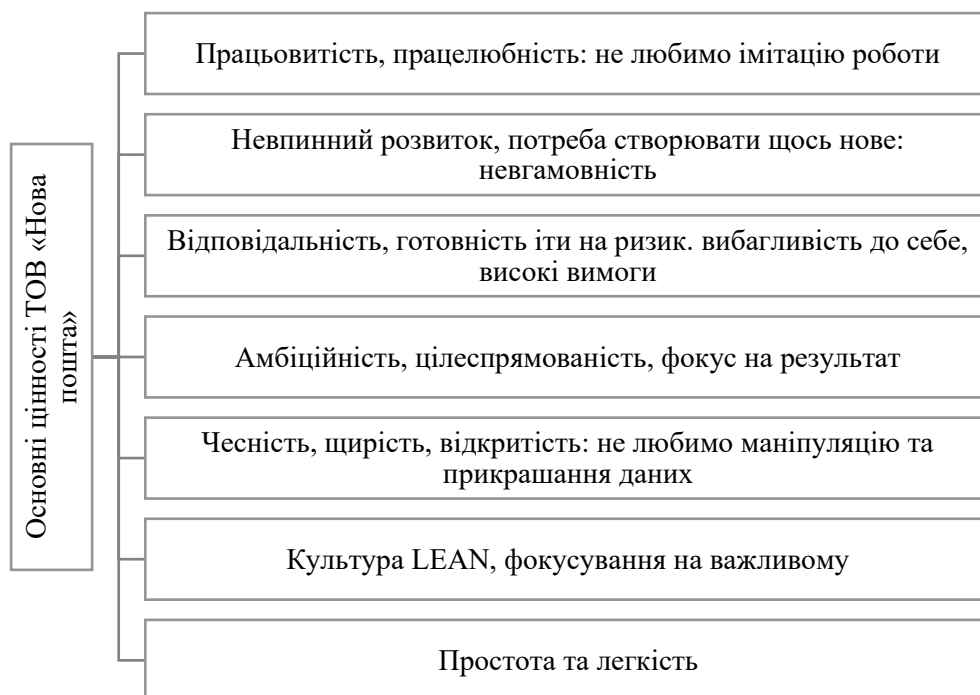 Основні цінності ТОВ «Нова
пошта»
Працьовитість, працелюбність: не любимо імітацію роботи
Невпинний розвиток, потреба створювати щось нове:
невгамовність
Відповідальність, готовність іти на ризик. вибагливість до себе,
високі вимоги
Амбіційність, цілеспрямованість, фокус на результат
Чесність, щирість, відкритість: не любимо маніпуляцію та
прикрашання даних
Культура LEAN, фокусування на важливому
Простота та легкість